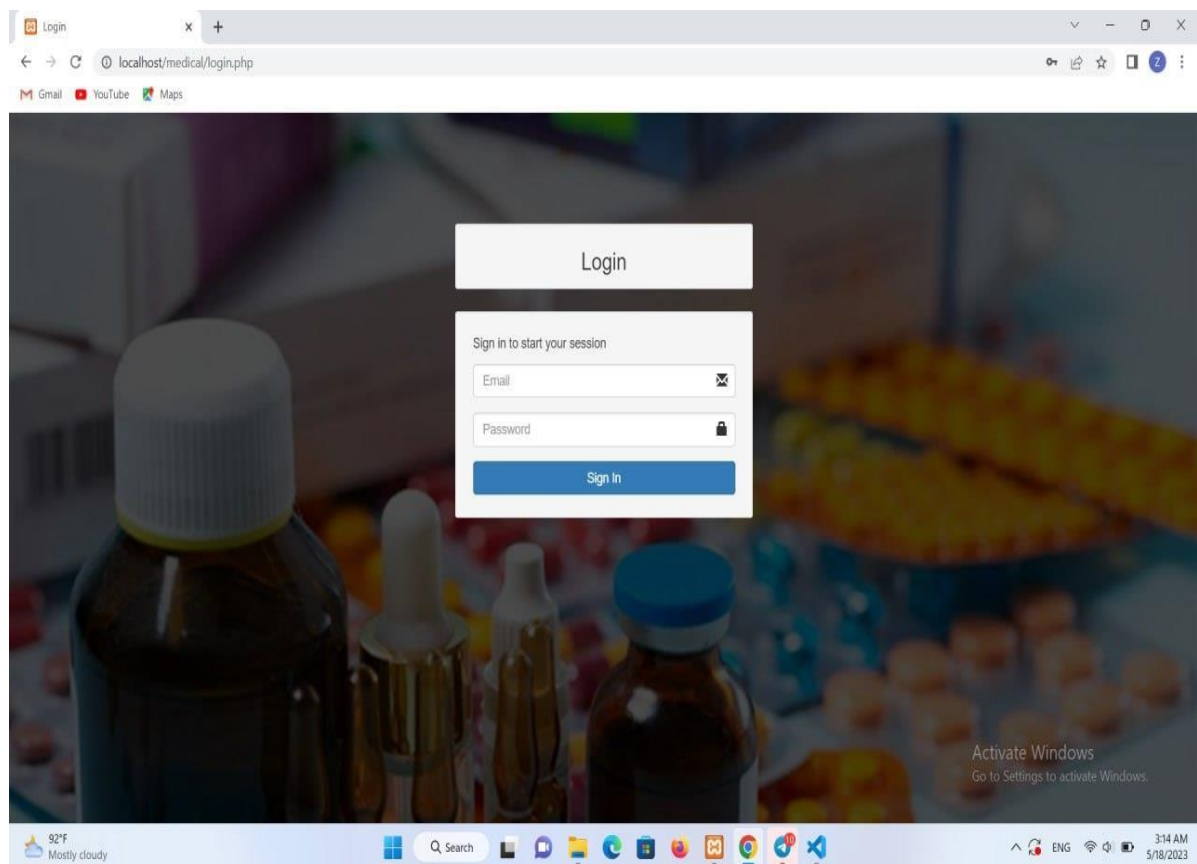 Login
localhost/medical/login.php
Gmail YouTube Maps
Z
Login
Sign in to start your session
Email
Password
Sign In
Activate Windows
Go to Settings to activate Windows.
92°F
Mostly cloudy
Search
10
ENG
3:14 AM
5/18/2023